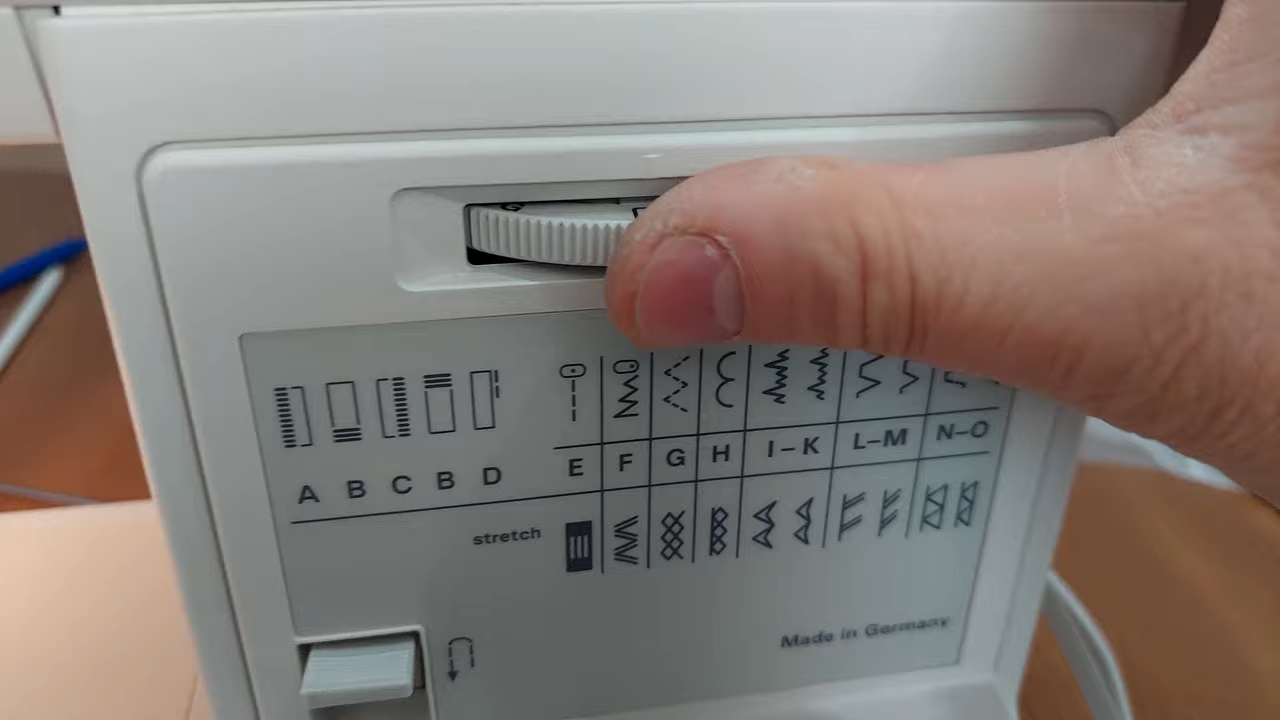 G
A B C B D E F G H I–K L–M N–O
stretch
Made in Germany